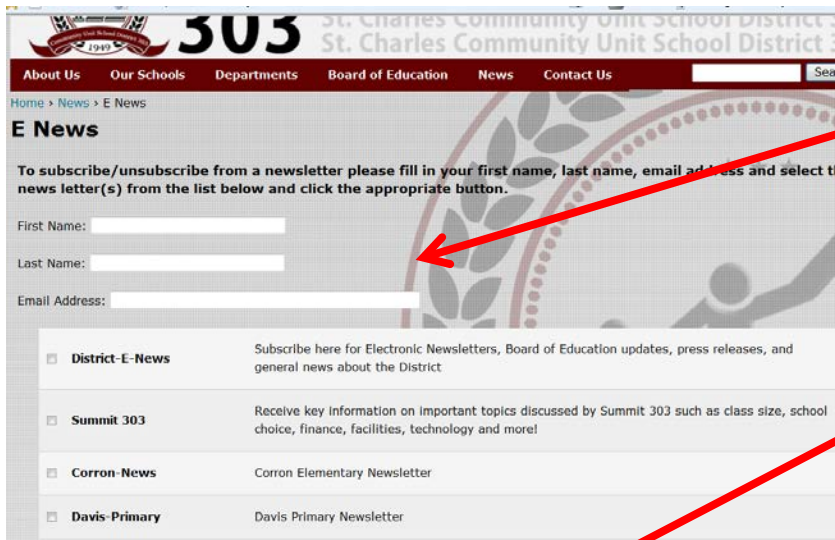 303
St. Charles Community Unit School District
St. Charles Community Unit School District
1949
About Us Our Schools Departments Board of Education News Contact Us Sea
Home › News › E News
E News
To subscribe/unsubscribe from a newsletter please fill in your first name, last name, email address and select
news letter(s) from the list below and click the appropriate button.
First Name:
Last Name:
Email Address:
District-E-News Subscribe here for Electronic Newsletters, Board of Education updates, press releases, and
general news about the District
Summit 303 Receive key information on important topics discussed by Summit 303 such as class size, school
choice, finance, facilities, technology and more!
Corron-News Corron Elementary Newsletter
Davis-Primary Davis Primary Newsletter